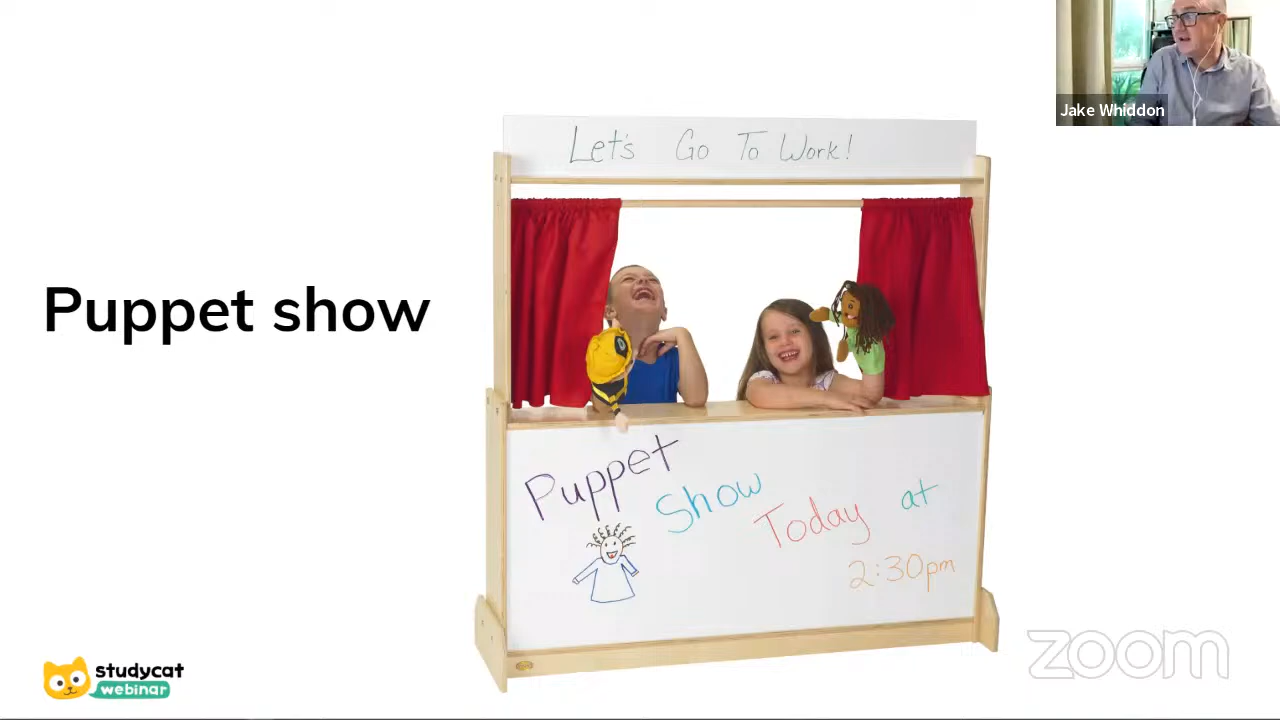 Jake Whiddon
Let's Go To Work!
Puppet show
Puppet
Show
Today at
2:30pm
studycat
webinar
zoom